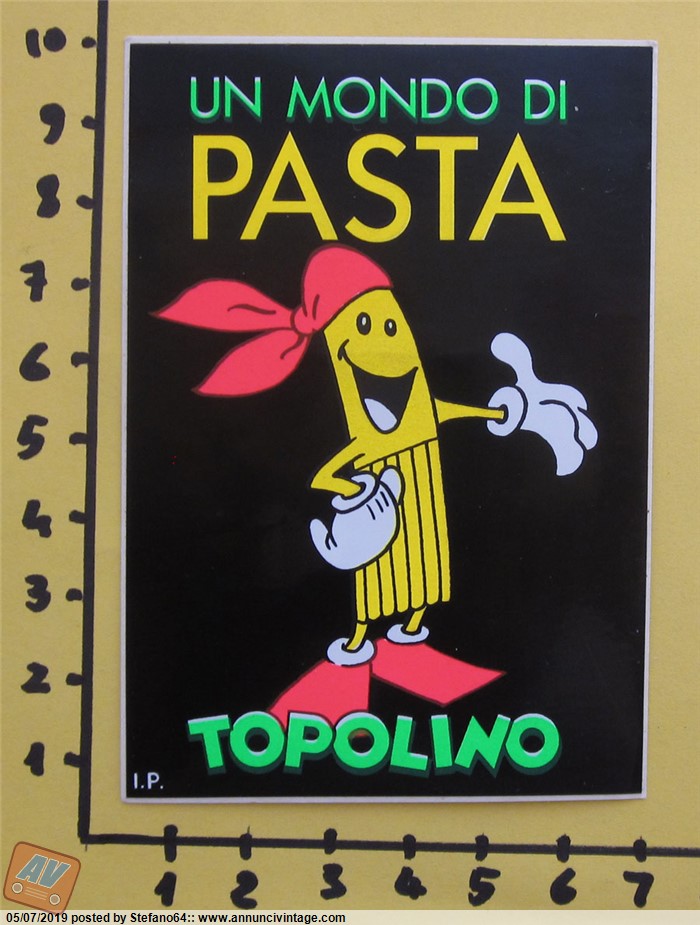 UN MONDO DI
PASTA
TOPOLINO
I.P.
10
9
8
7
6
5
4
3
2
1
1 2 3 4 5 6 7
AV
05/07/2019 posted by Stefano64:: www.annuncivintage.com